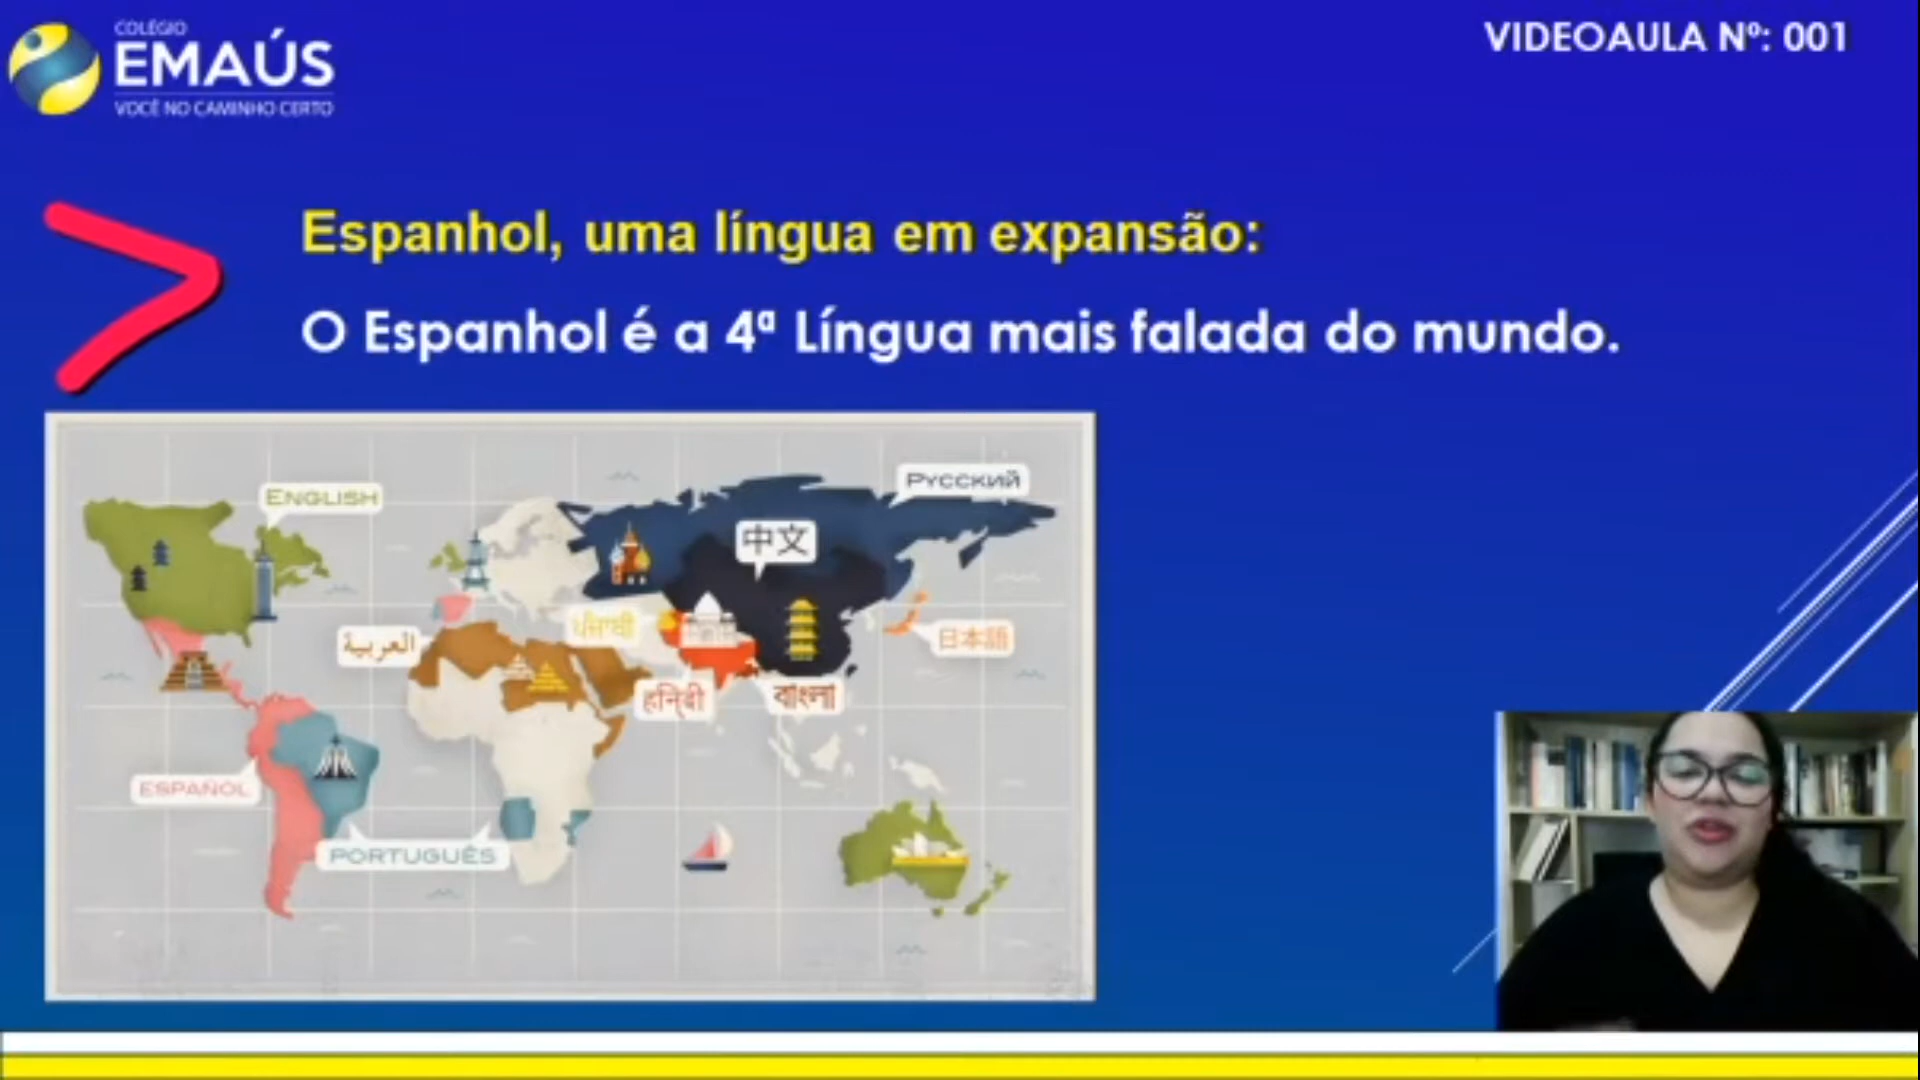 COLÉGIO
EMAÚS
VOCÊ NO CAMINHO CERTO
VIDEOAULA Nº: 001
Espanhol, uma língua em expansão:
O Espanhol é a 4ª Língua mais falada do mundo.
ENGLISH
РУССКИЙ
中文
ਪੰਜਾਬੀ
العربية
日本語
हनि्दी
বাংলা
ESPAÑOL
PORTUGUÊS